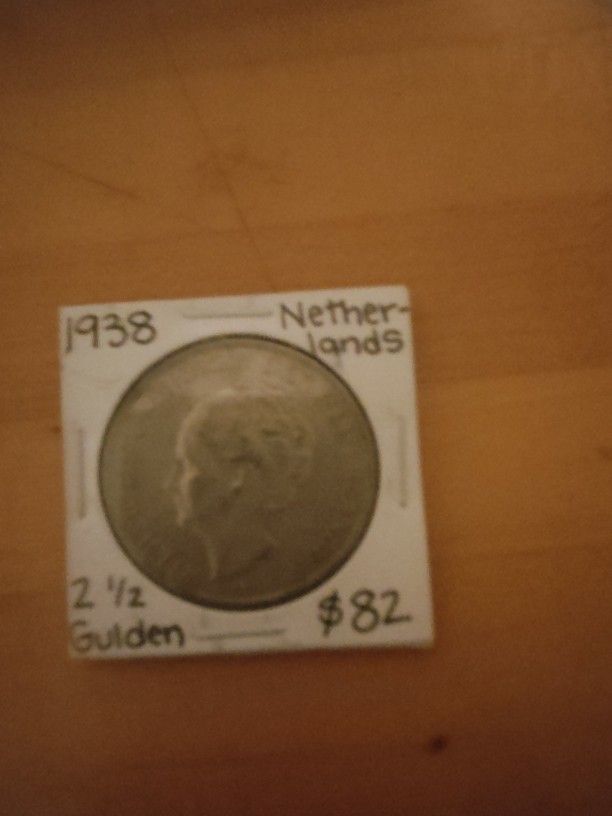 1938
Nether-
lands
2 ½
Gulden
$82